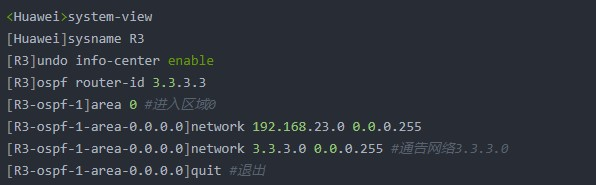 <Huawei>system-view
[Huawei]sysname R3
[R3]undo info-center enable
[R3]ospf router-id 3.3.3.3
[R3-ospf-1]area 0 #进入区域0
[R3-ospf-1-area-0.0.0.0]network 192.168.23.0 0.0.0.255
[R3-ospf-1-area-0.0.0.0]network 3.3.3.0 0.0.0.255 #通告网络3.3.3.0
[R3-ospf-1-area-0.0.0.0]quit #退出